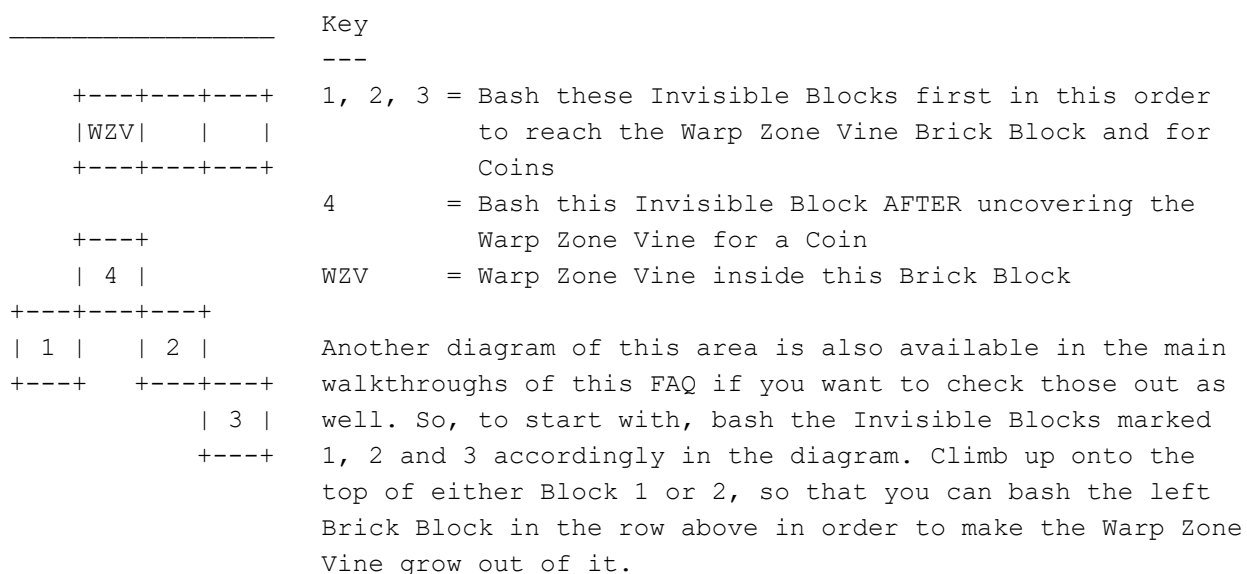 _________________   Key
                    ---
    +---+---+---+   1, 2, 3 = Bash these Invisible Blocks first in this order
    |WZV|   |   |             to reach the Warp Zone Vine Brick Block and for
    +---+---+---+             Coins
                    4       = Bash this Invisible Block AFTER uncovering the
    +---+                     Warp Zone Vine for a Coin
    | 4 |           WZV     = Warp Zone Vine inside this Brick Block
+---+---+---+
| 1 |   | 2 |       Another diagram of this area is also available in the main
+---+   +---+---+   walkthroughs of this FAQ if you want to check those out as
            | 3 |   well. So, to start with, bash the Invisible Blocks marked
            +---+   1, 2 and 3 accordingly in the diagram. Climb up onto the
                    top of either Block 1 or 2, so that you can bash the left
                    Brick Block in the row above in order to make the Warp Zone
                    Vine grow out of it.